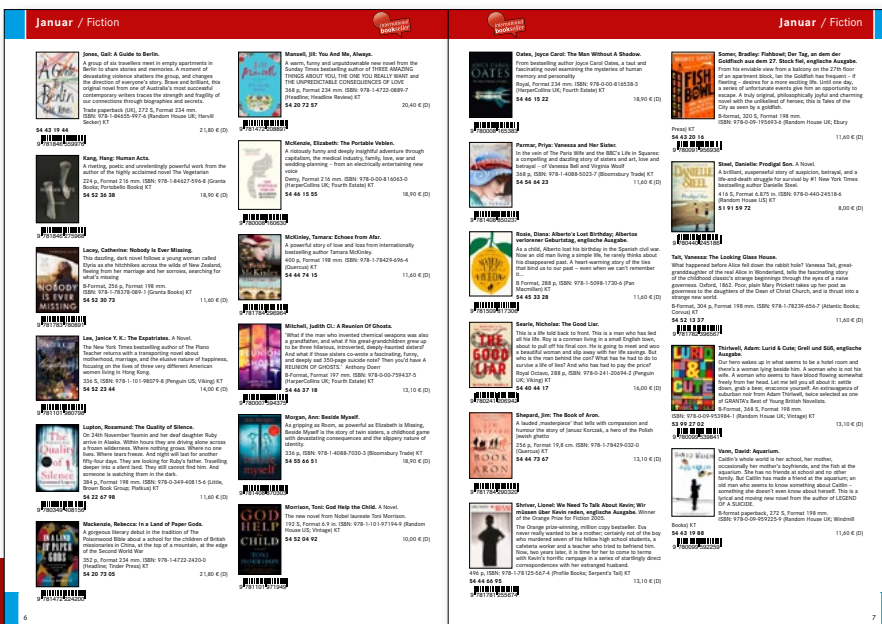 Januar / Fiction
international
bookseller
Jones, Gail: A Guide to Berlin.
A group of six travellers meet in empty apartments in
Berlin to share stories and memories. A moment of
devastating violence shatters the group, and changes
the direction of everyone's story. Brave and brilliant, this
original novel from one of Australia's most successful
contemporary writers traces the strength and fragility of
our connections through biographies and secrets.
Trade paperback (UK), 272 S, Format 234 mm.
ISBN: 978-1-84655-997-6 (Random House UK; Harvill
Secker) KT
54 43 19 44 21,80 € (D)
Kang, Hang: Human Acts.
A riveting, poetic and unrelentingly powerful work from the
author of the highly acclaimed novel The Vegetarian
224 p, Format 216 mm. ISBN: 978-1-84627-596-8 (Granta
Books; Portobello Books) KT
54 52 36 38 18,90 € (D)
Lacey, Catherine: Nobody Is Ever Missing.
This dazzling, dark novel follows a young woman called
Elyria as she hitchhikes across the wilds of New Zealand,
fleeing from her marriage and her sorrows, searching for
what's missing
B-Format, 256 p, Format 198 mm.
ISBN: 978-1-78378-089-1 (Granta Books) KT
54 52 30 73 11,60 € (D)
Lee, Janice Y. K.: The Expatriates. A Novel.
The New York Times bestselling author of The Piano
Teacher returns with a transporting novel about
motherhood, marriage, and the elusive nature of happiness,
focusing on the lives of three very different American
women living in Hong Kong.
336 S, ISBN: 978-1-101-98079-8 (Penguin US; Viking) KT
54 52 23 44 14,00 € (D)
Lupton, Rosamund: The Quality of Silence.
On 24th November Yasmin and her deaf daughter Ruby
arrive in Alaska. Within hours they are driving alone across
a frozen wilderness. Where nothing grows. Where no one
lives. Where tears freeze. And night will last for another
fifty-four days. They are looking for Ruby's father. Travelling
deeper into a silent land. They still cannot find him. And
someone is watching them in the dark.
384 p, Format 198 mm. ISBN: 978-0-349-40815-6 (Little,
Brown Book Group; Piatkus) KT
54 22 67 98 11,60 € (D)
Mackenzie, Rebecca: In a Land of Paper Gods.
A gorgeous literary debut in the tradition of The
Poisonwood Bible about a school for the children of British
missionaries in China, at the top of a mountain, at the edge
of the Second World War
352 p, Format 234 mm. ISBN: 978-1-4722-2420-0
(Headline; Tinder Press) KT
54 20 73 05 21,80 € (D)
Mansell, Jill: You And Me, Always.
A warm, funny and unputdownable new novel from the
Sunday Times bestselling author of THREE AMAZING
THINGS ABOUT YOU, THE ONE YOU REALLY WANT and
THE UNPREDICTABLE CONSEQUENCES OF LOVE
368 p, Format 234 mm. ISBN: 978-1-4722-0889-7
(Headline; Headline Review) KT
54 20 72 57 20,40 € (D)
McKenzie, Elizabeth: The Portable Veblen.
A riotously funny and deeply insightful adventure through
capitalism, the medical industry, family, love, war and
wedding-planning – from an electrically entertaining new
voice
Demy, Format 216 mm. ISBN: 978-0-00-816063-0
(HarperCollins UK; Fourth Estate) KT
44 46 15 55 18,90 € (D)
McKinley, Tamara: Echoes from Afar.
A powerful story of love and loss from internationally
bestselling author Tamara McKinley.
400 p, Format 198 mm. ISBN: 978-1-78429-696-4
(Quercus) KT
44 44 74 15 11,60 € (D)
Mitchell, Judith Cl.: A Reunion Of Ghosts.
'What if the man who invented chemical weapons was also
a grandfather, and what if his great-grandchildren grew up
to be three hilarious, introverted, deeply-haunted sisters?
And what if those sisters co-wrote a fascinating, funny,
and deeply sad 350-page suicide note? Then you'd have A
REUNION OF GHOSTS.' Anthony Doerr
B-Format, Format 197 mm. ISBN: 978-0-00-759437-5
(HarperCollins UK; Fourth Estate) KT
54 46 37 18 13,10 € (D)
Morgan, Ann: Beside Myself.
As gripping as Room, as powerful as Elizabeth is Missing,
Beside Myself is the story of twin sisters, a childhood game
with devastating consequences and the slippery nature of
identity.
336 p, ISBN: 978-1-4088-7030-3 (Bloomsbury Trade) KT
55 55 66 51 18,90 € (D)
Morrison, Toni: God Help the Child. A Novel.
The new novel from Nobel laureate Toni Morrison.
192 S, Format 6.9 in. ISBN: 978-1-101-97194-9 (Random
House US; Vintage) KT
52 52 04 92 10,00 € (D)
6
international
bookseller
Januar / Fiction
Oates, Joyce Carol: The Man Without A Shadow.
From bestselling author Joyce Carol Oates, a taut and
fascinating novel examining the mysteries of human
memory and personality
Royal, Format 234 mm. ISBN: 978-0-00-816538-3
(HarperCollins UK; Fourth Estate) KT
54 46 15 22 18,90 € (D)
Parmar, Priya: Vanessa and Her Sister.
In the vein of The Paris Wife and the BBC's Life in Squares:
a compelling and dazzling story of sisters and art, love and
betrayal – of Vanessa Bell and Virginia Woolf
368 p, ISBN: 978-1-4088-5023-7 (Bloomsbury Trade) KT
54 54 64 23 11,60 € (D)
Roxie, Diana: Alberto's Lost Birthday; Albertos
verlorener Geburtstag, englische Ausgabe.
As a child, Alberto lost his birthday in the Spanish civil war.
Now an old man living a simple life, he rarely thinks about
his disappeared past. A heart-warming story of the ties
that bind us to our past – even when we can't remember
it...
B Format, 288 p, ISBN: 978-1-5098-1730-6 (Pan
Macmillan) KT
54 45 33 28 11,60 € (D)
Searle, Nicholas: The Good Liar.
This is a life told back to front. This is a man who has lied
all his life. Roy is a conman living in a small English town,
about to pull off his final con. He is going to meet and woo
a beautiful woman and slip away with her life savings. But
who is the man behind the con? What has he had to do to
survive a life of lies? And who has had to pay the price?
Royal Octavo, 288 p, ISBN: 978-0-241-20694-2 (Penguin
UK; Viking) KT
54 40 44 17 16,00 € (D)
Shepard, Jim: The Book of Aron.
A lauded 'masterpiece' that tells with compassion and
humour the story of Janusz Korczak, a hero of the Popish
Jewish ghetto
256 p, Format 19,8 cm. ISBN: 978-1-78429-032-0
(Quercus) KT
44 44 73 67 13,10 € (D)
Shriver, Lionel: We Need To Talk About Kevin; Wir
müssen über Kevin reden, englische Ausgabe. Winner
of the Orange Prize for Fiction 2005.
The Orange prize-winning, million copy bestseller. Eva
never really wanted to be a mother; certainly not of the boy
who murdered seven of his fellow high school students, a
cafeteria worker and a teacher who tried to befriend him.
Now, two years later, it is time for her to come to terms
with Kevin's horrific rampage in a series of startlingly direct
correspondences with her estranged husband.
496 p, ISBN: 978-1-78125-567-4 (Profile Books; Serpent's Tail) KT
54 44 66 95 13,10 € (D)
Somer, Bradley: Fishbowl; Der Tag, an dem der
Goldfisch aus dem 27. Stock fiel, englische Ausgabe.
From his enviable view from a balcony on the 27th floor
of an apartment block, Ian the Goldfish has frequent – if
fleeting – desires for a more exciting life. Until one day,
a series of unfortunate events give him an opportunity to
escape. A truly original, philosophically joyful and charming
novel with the unlikeliest of heroes; this is Tales of the
City as seen by a goldfish.
B-format, 320 S, Format 198 mm.
ISBN: 978-0-09-195693-6 (Random House UK; Ebury
Press) KT
54 43 20 16 11,60 € (D)
Steel, Danielle: Prodigal Son. A Novel.
A brilliant, suspenseful story of suspicion, betrayal, and a
life-and-death struggle for survival by #1 New York Times
bestselling author Danielle Steel.
416 S, Format 6.875 in. ISBN: 978-0-440-24518-6
(Random House US) KT
51 91 59 72 8,00 € (D)
Tait, Vanessa: The Looking Glass House.
What happened before Alice fell down the rabbit hole? Vanessa Tait, great-
granddaughter of the real Alice in Wonderland, tells the fascinating story
of the childhood classic's strange beginnings through the eyes of a naive
governess. Oxford, 1862. Poor, plain Mary Prickett takes up her post as
governess to the daughters of the Dean of Christ Church, and is thrust into a
strange new world.
B-Format, 304 p, Format 198 mm. ISBN: 978-1-78239-656-7 (Atlantic Books;
Corvus) KT
54 52 13 37 11,60 € (D)
Thirlwell, Adam: Lurid & Cute; Grell und Süß, englische
Ausgabe.
Our hero wakes up in what seems to be a hotel room and
there's a woman lying beside him. A woman who is not his
wife. A woman who seems to have blood flowing somewhat
freely from her head. Let me tell you all about it: settle
down, grab a beer, ensconce yourself. An extravaganza of
suburban noir from Adam Thirlwell, twice selected as one
of GRANTA's Best of Young British Novelists.
B-Format, 368 S, Format 198 mm.
ISBN: 978-0-09-953984-1 (Random House UK; Vintage) KT
53 99 27 02 13,10 € (D)
Vann, David: Aquarium.
Caitlin's whole world is her school, her mother,
occasionally her mother's boyfriends, and the fish at the
aquarium. She has no friends at school and no other
family. But Caitlin has made a friend at the aquarium; an
old man who seems to know something about Caitlin –
something she doesn't even know about herself. This is a
lyrical and moving new novel from the author of LEGEND
OF A SUICIDE.
B-format paperback, 272 S, Format 198 mm.
ISBN: 978-0-09-959225-9 (Random House UK; Windmill
Books) KT
54 43 19 88 11,60 € (D)
7